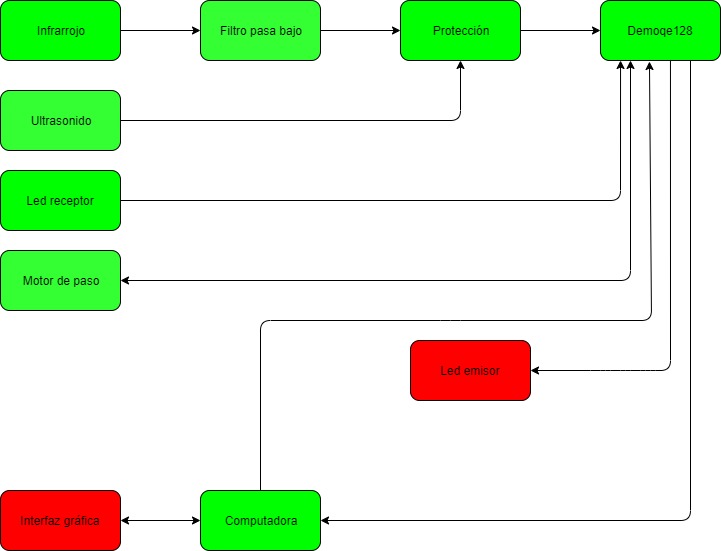 Infrarrojo
Filtro pasa bajo
Protección
Demoqe128
Ultrasonido
Led receptor
Motor de paso
Led emisor
Interfaz gráfica
Computadora